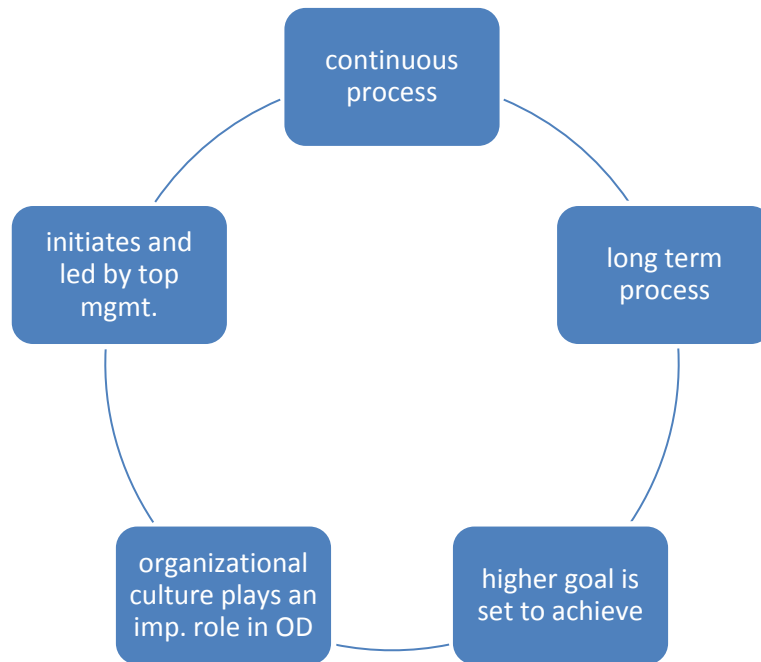 continuous
process
long term
process
higher goal is
set to achieve
organizational
culture plays an
imp. role in OD
initiates and
led by top
mgmt.